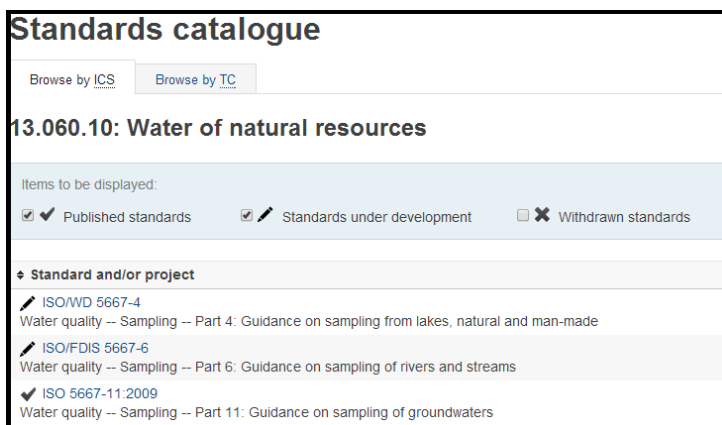 Standards catalogue
Browse by ICS Browse by TC
13.060.10: Water of natural resources
Items to be displayed:
Published standards Standards under development Withdrawn standards
Standard and/or project
ISO/WD 5667-4
Water quality -- Sampling -- Part 4: Guidance on sampling from lakes, natural and man-made
ISO/FDIS 5667-6
Water quality -- Sampling -- Part 6: Guidance on sampling of rivers and streams
ISO 5667-11:2009
Water quality -- Sampling -- Part 11: Guidance on sampling of groundwaters